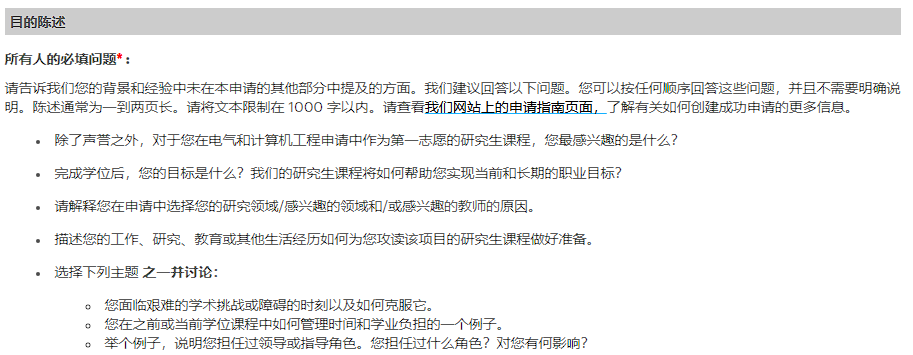 目的陈述
所有人的必填问题*：
请告诉我们您的背景和经验中未在本申请的其他部分中提及的方面。我们建议回答以下问题。您可以按任何顺序回答这些问题，并且不需要明确说
明。陈述通常为一到两页长。请将文本限制在 1000 字以内。请查看我们网站上的申请指南页面，了解有关如何创建成功申请的更多信息。
• 除了声誉之外，对于您在电气和计算机工程申请中作为第一志愿的研究生课程，您最感兴趣的是什么？
• 完成学位后，您的目标是什么？我们的研究生课程将如何帮助您实现当前和长期的职业目标？
• 请解释您在申请中选择您的研究领域/感兴趣的领域和/或感兴趣的教师的原因。
• 描述您的工作、研究、教育或其他生活经历如何为您攻读该项目的研究生课程做好准备。
• 选择下列主题 之一并讨论：
◦ 您面临艰难的学术挑战或障碍的时刻以及如何克服它。
◦ 您在之前或当前学位课程中如何管理时间和学业负担的一个例子。
◦ 举个例子，说明您担任过领导或指导角色。您担任过什么角色？对您有何影响？